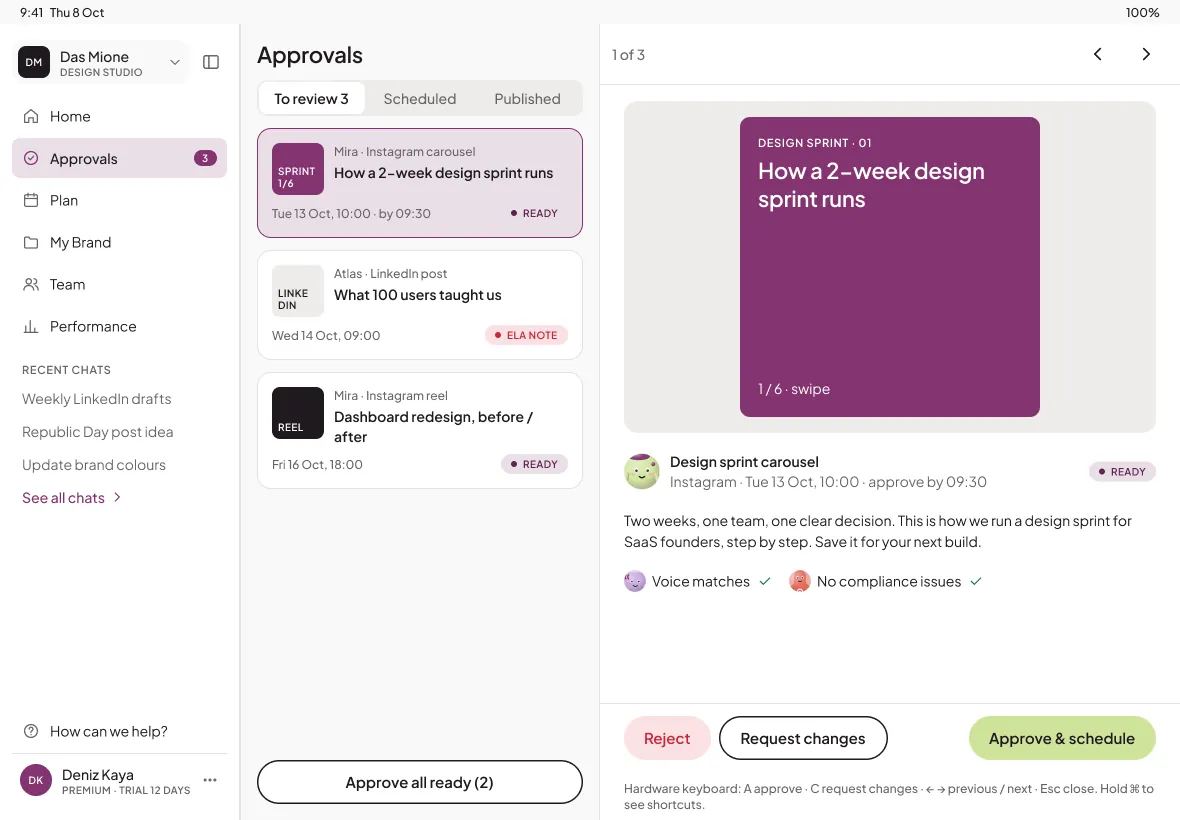 9:41 Thu 8 Oct
100%
DM
Das Mione
DESIGN STUDIO
Home
Approvals
3
Plan
My Brand
Team
Performance
RECENT CHATS
Weekly LinkedIn drafts
Republic Day post idea
Update brand colours
See all chats
How can we help?
DK
Deniz Kaya
PREMIUM · TRIAL 12 DAYS
Approvals
To review 3
Scheduled
Published
SPRINT
1/6
Mira · Instagram carousel
How a 2-week design sprint runs
Tue 13 Oct, 10:00 · by 09:30
READY
LINKE
DIN
Atlas · LinkedIn post
What 100 users taught us
Wed 14 Oct, 09:00
ELA NOTE
REEL
Mira · Instagram reel
Dashboard redesign, before /
after
Fri 16 Oct, 18:00
READY
Approve all ready (2)
1 of 3
DESIGN SPRINT · 01
How a 2-week design
sprint runs
1 / 6 · swipe
Design sprint carousel
Instagram · Tue 13 Oct, 10:00 · approve by 09:30
READY
Two weeks, one team, one clear decision. This is how we run a design sprint for
SaaS founders, step by step. Save it for your next build.
Voice matches
No compliance issues
Reject
Request changes
Approve & schedule
Hardware keyboard: A approve · C request changes · ← → previous / next · Esc close. Hold ⌘ to
see shortcuts.